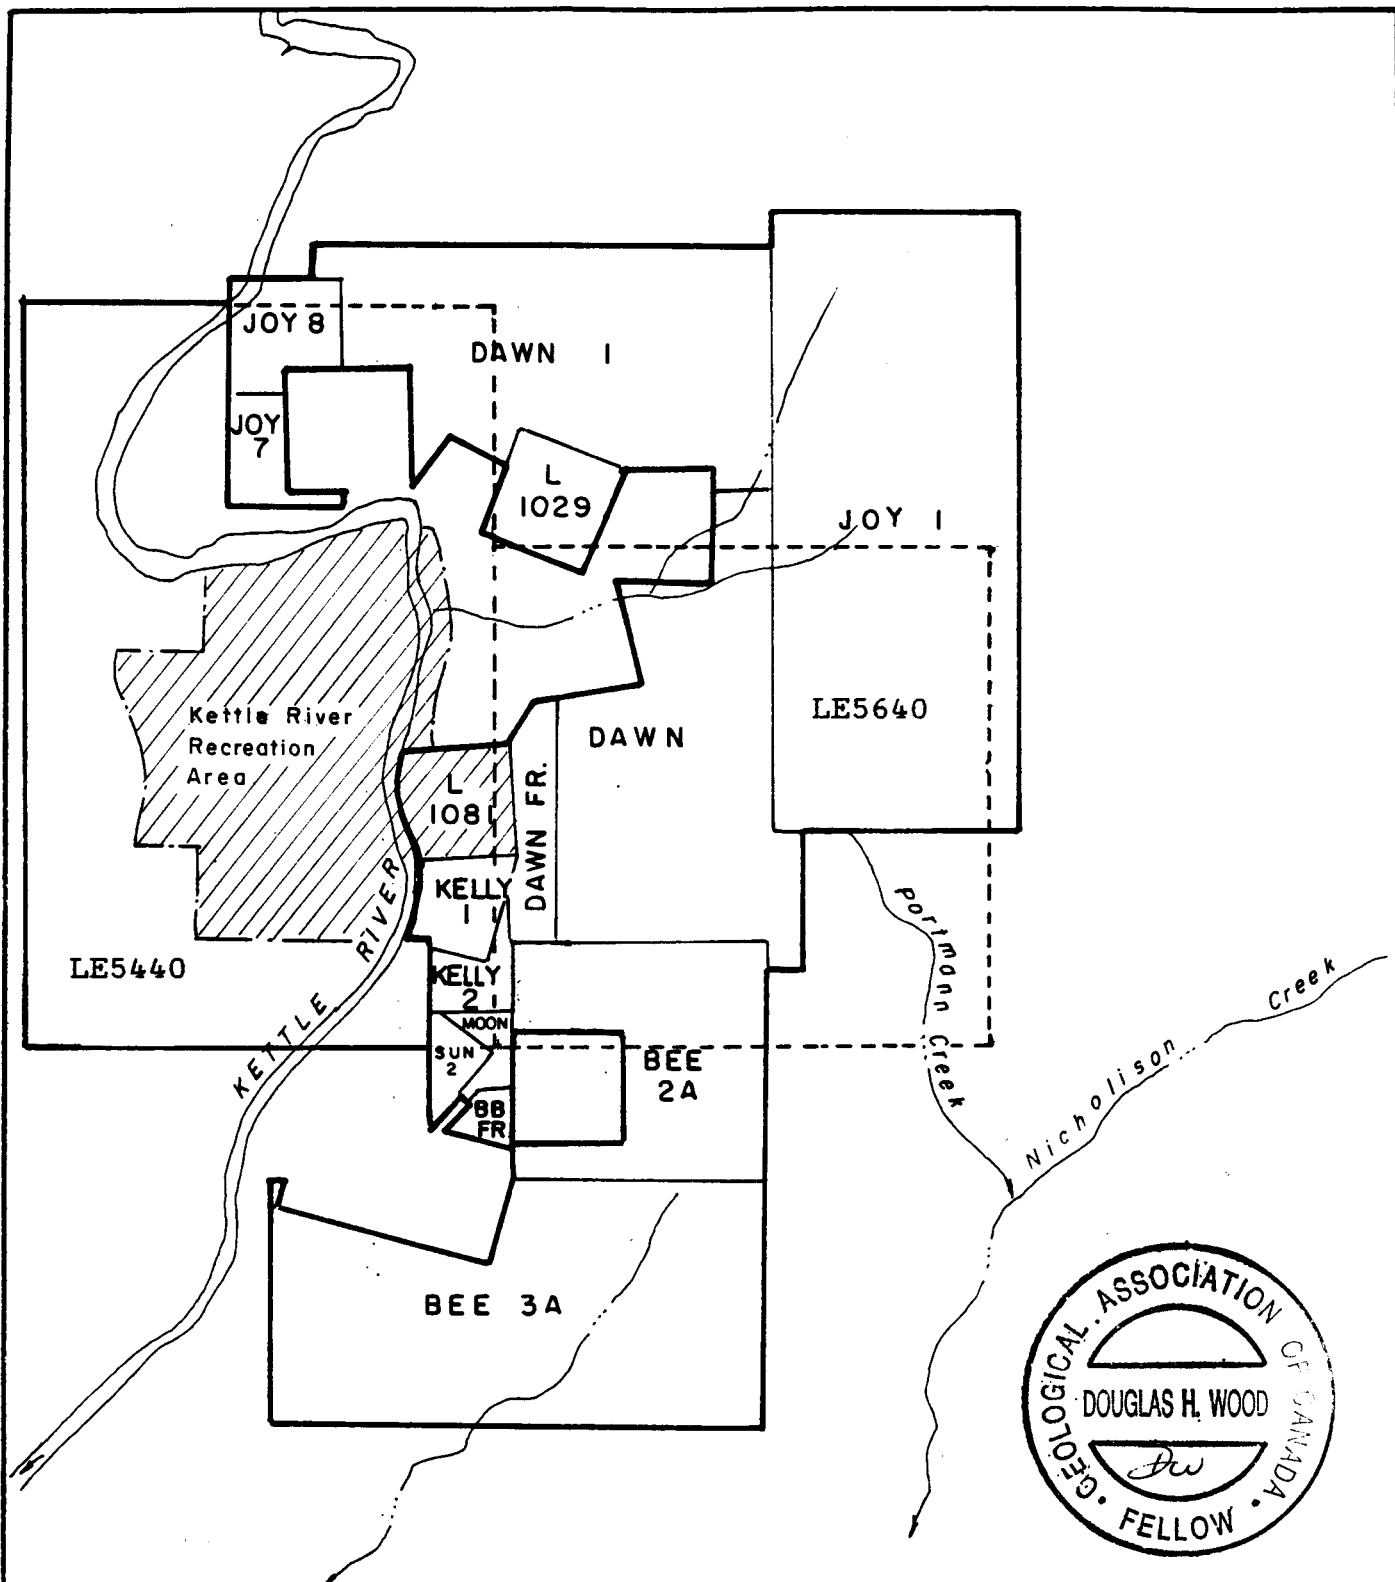 JOY 8
DAWN 1
JOY
7
L
1029
JOY 1
Kettle River
Recreation
Area
LE5640
DAWN
L
1081
DAWN FR.
KELLY
1
LE5440
KELLY
2
MOON
SUN
2
BEE
2A
BB
FR
KETTLE RIVER
Portmann Creek
Nicholison Creek
BEE 3A
GEOLOGICAL ASSOCIATION OF CANADA
DOUGLAS H. WOOD
DW
FELLOW